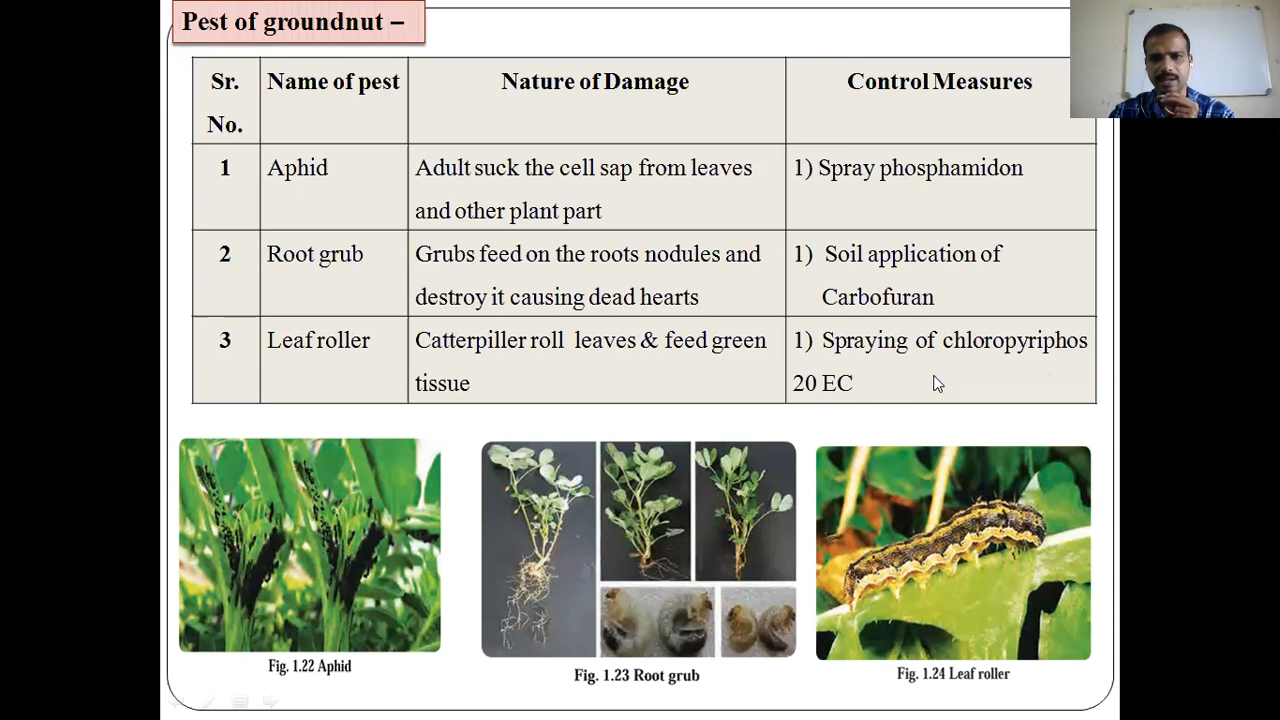 Pest of groundnut –
Sr.
No.
Name of pest
Nature of Damage
Control Measures
1
Aphid
Adult suck the cell sap from leaves
and other plant part
1) Spray phosphamidon
2
Root grub
Grubs feed on the roots nodules and
destroy it causing dead hearts
1) Soil application of
Carbofuran
3
Leaf roller
Catterpiller roll leaves & feed green
tissue
1) Spraying of chloropyriphos
20 EC
Fig. 1.22 Aphid
Fig. 1.23 Root grub
Fig. 1.24 Leaf roller